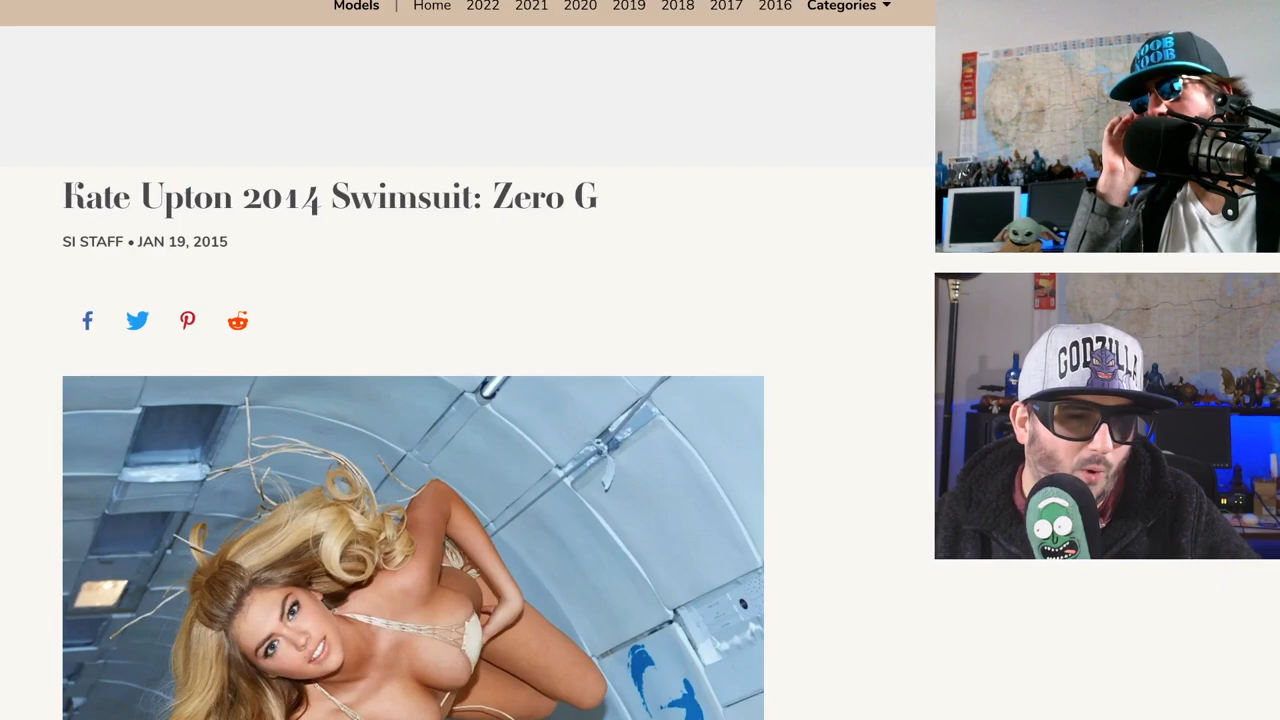 Models | Home 2022 2021 2020 2019 2018 2017 2016 Categories
Kate Upton 2014 Swimsuit: Zero G
SI STAFF • JAN 19, 2015
NOOB
NOOB
GODZILLA